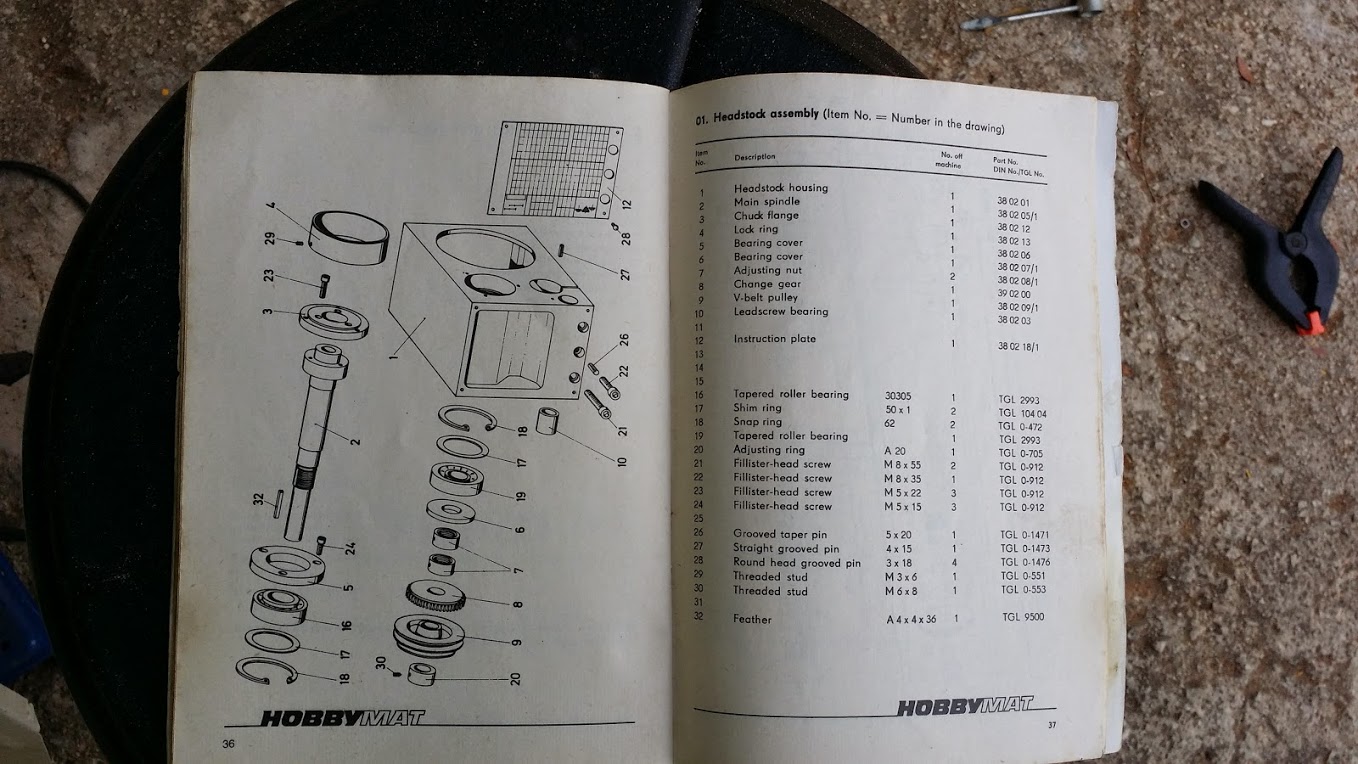 4
29
23
3
1
12
28
27
26
22
21
10
2
32
18
17
19
6
7
8
9
20
24
5
16
17
18
30
HOBBYMAT
36
01. Headstock assembly (Item No. = Number in the drawing)
Item No. Description No. off machine Part No. DIN No./TGL No.
1 Headstock housing 1 38 02 01
2 Main spindle 1 38 02 05/1
3 Chuck flange 1 38 02 12
4 Lock ring 1 38 02 13
5 Bearing cover 1 38 02 06
6 Bearing cover 1 38 02 07/1
7 Adjusting nut 2 38 02 08/1
8 Change gear 1 39 02 00
9 V-belt pulley 1 38 02 09/1
10 Leadscrew bearing 1 38 02 03
11
12 Instruction plate 1 38 02 18/1
13
14
15
16 Tapered roller bearing 30305 1 TGL 2993
17 Shim ring 50 x 1 2 TGL 104 04
18 Snap ring 62 2 TGL 0-472
19 Tapered roller bearing 1 TGL 2993
20 Adjusting ring A 20 1 TGL 0-705
21 Fillister-head screw M 8 x 55 2 TGL 0-912
22 Fillister-head screw M 8 x 35 1 TGL 0-912
23 Fillister-head screw M 5 x 22 3 TGL 0-912
24 Fillister-head screw M 5 x 15 3 TGL 0-912
25
26 Grooved taper pin 5 x 20 1 TGL 0-1471
27 Straight grooved pin 4 x 15 1 TGL 0-1473
28 Round head grooved pin 3 x 18 4 TGL 0-1476
29 Threaded stud M 3 x 6 1 TGL 0-551
30 Threaded stud M 6 x 8 1 TGL 0-553
31
32 Feather A 4 x 4 x 36 1 TGL 9500
HOBBYMAT
37